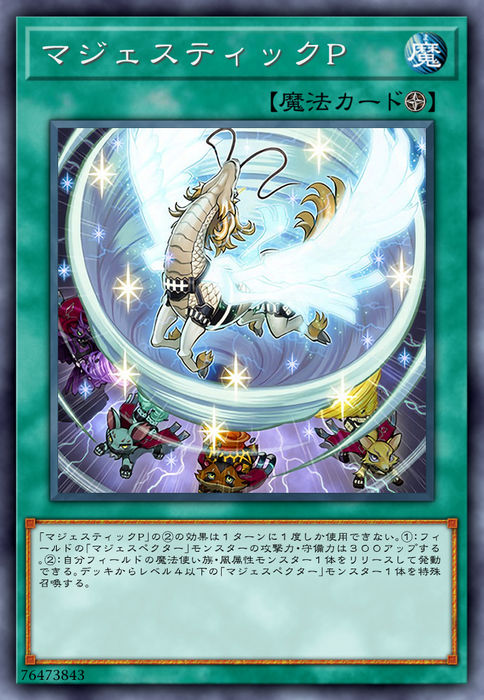 マジェスティックP
魔
【魔法カード】
「マジェスティックP」の②の効果は1ターンに1度しか使用できない。①:フィ
ールドの「マジェスペクター」モンスターの攻撃力・守備力は300アップする
。②:自分フィールドの魔法使い族・風属性モンスター1体をリリースして発動
できる。デッキからレベル4以下の「マジェスペクター」モンスター1体を特殊
召喚する。
76473843